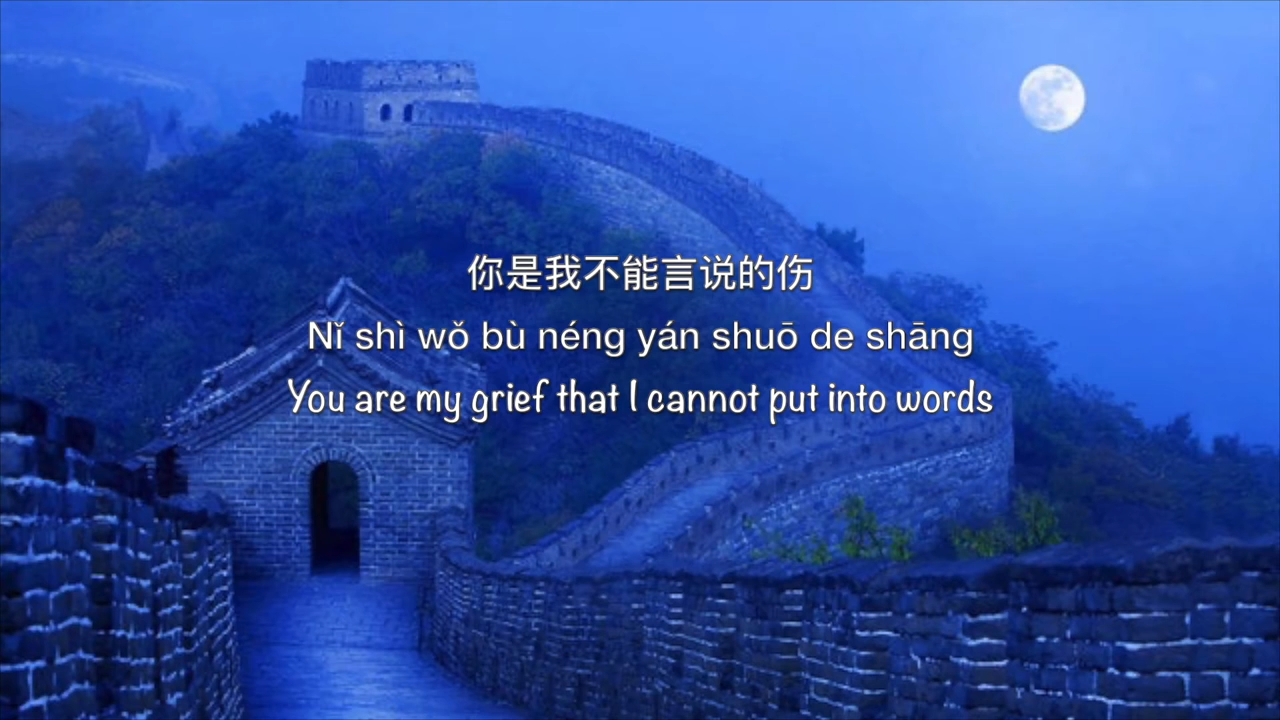 你是我不能言说的伤
Nǐ shì wǒ bù néng yán shuō de shāng
You are my grief that I cannot put into words